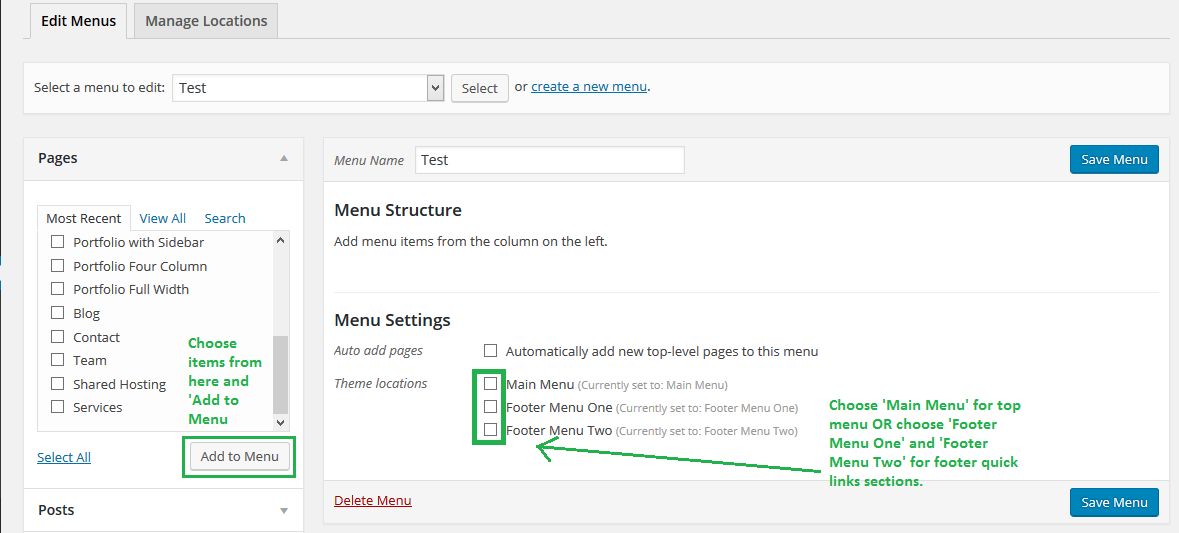 Edit Menus Manage Locations
Select a menu to edit: Test Select or create a new menu.
Pages
Most Recent View All Search
Portfolio with Sidebar
Portfolio Four Column
Portfolio Full Width
Blog
Contact
Team
Shared Hosting
Services
Choose
items from
here and
'Add to
Menu
Select All Add to Menu
Posts
Menu Name Test Save Menu
Menu Structure
Add menu items from the column on the left.
Menu Settings
Auto add pages Automatically add new top-level pages to this menu
Theme locations Main Menu (Currently set to: Main Menu)
Footer Menu One (Currently set to: Footer Menu One)
Footer Menu Two (Currently set to: Footer Menu Two)
Choose 'Main Menu' for top
menu OR choose 'Footer
Menu One' and 'Footer
Menu Two' for footer quick
links sections.
Delete Menu Save Menu